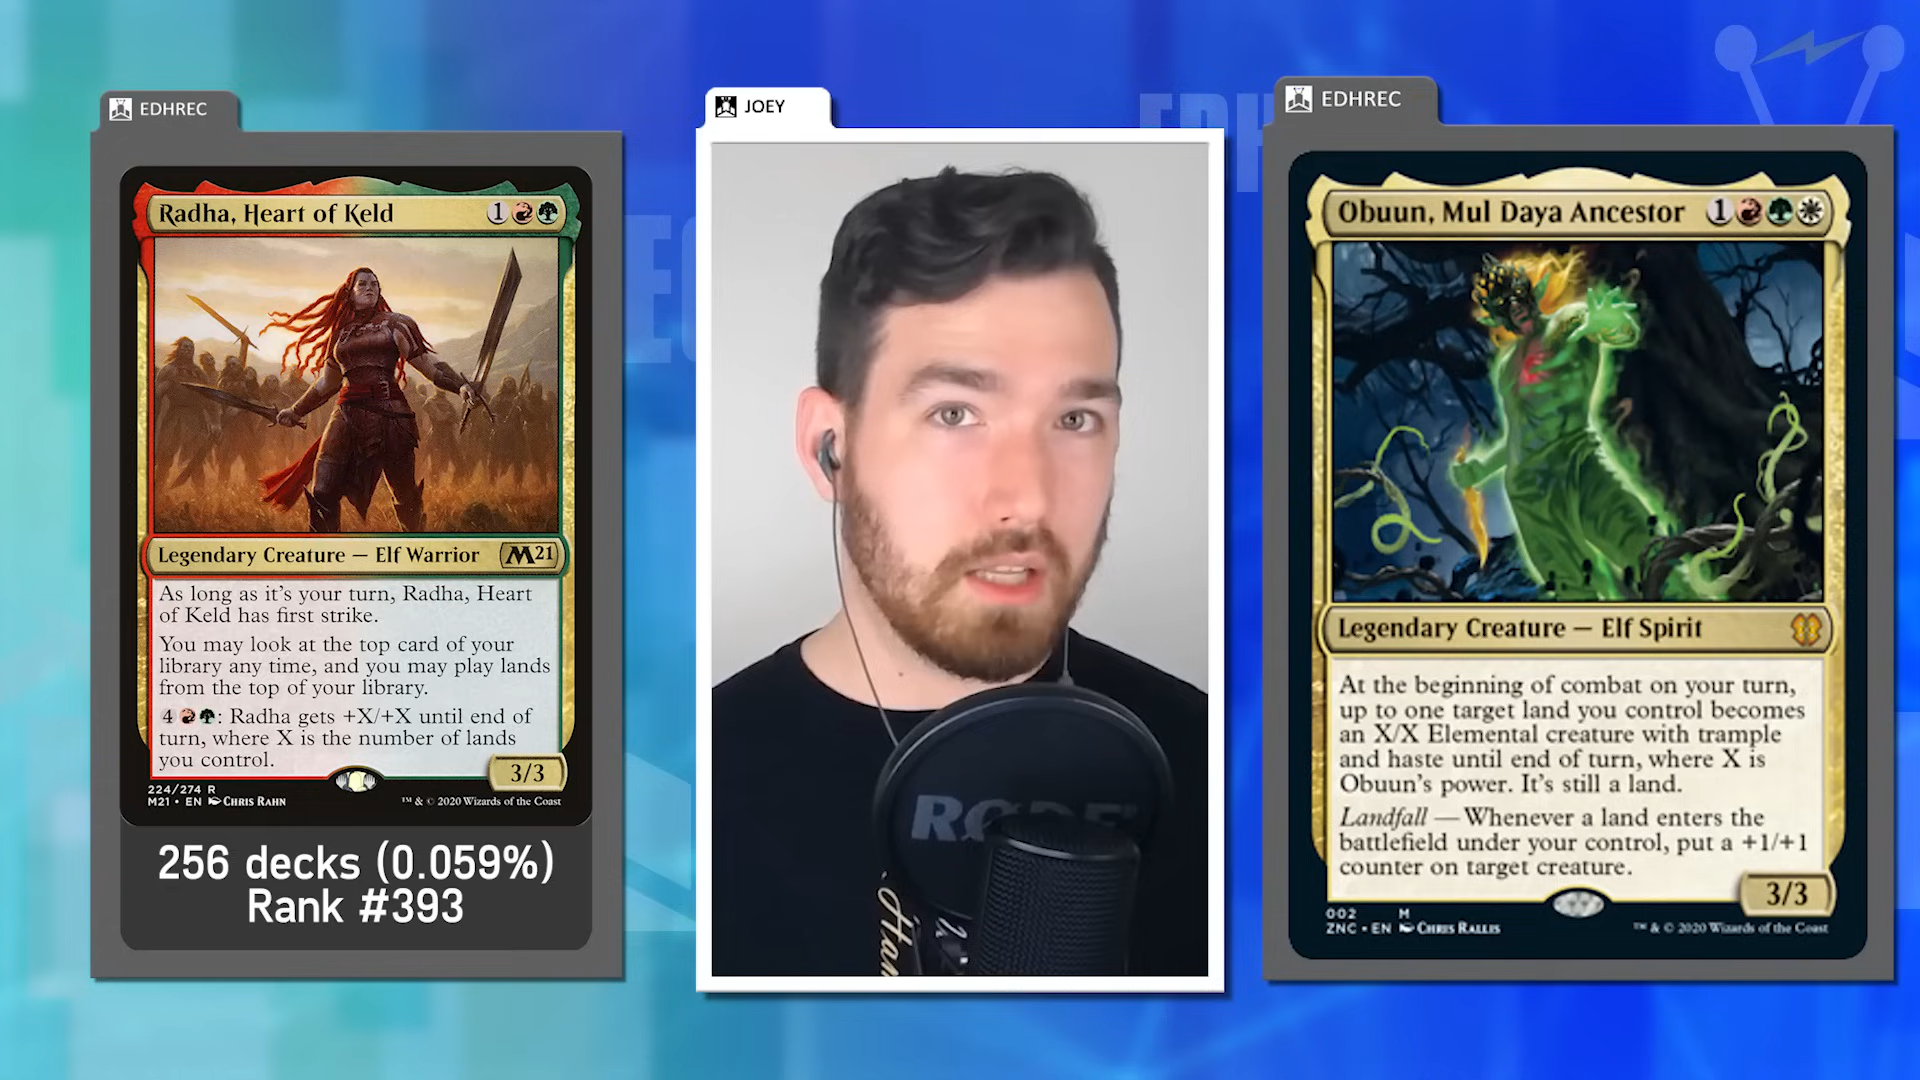 EDHREC
Radha, Heart of Keld 1
Legendary Creature — Elf Warrior M21
As long as it's your turn, Radha, Heart
of Keld has first strike.
You may look at the top card of your
library any time, and you may play lands
from the top of your library.
4 : Radha gets +X/+X until end of
turn, where X is the number of lands
you control.
3/3
224/274 R
M21 • EN Chris Rahn
™ & © 2020 Wizards of the Coast
256 decks (0.059%)
Rank #393
JOEY
RØDE
EDHREC
Obuun, Mul Daya Ancestor 1
Legendary Creature — Elf Spirit
At the beginning of combat on your turn,
up to one target land you control becomes
an X/X Elemental creature with trample
and haste until end of turn, where X is
Obuun's power. It's still a land.
Landfall — Whenever a land enters the
battlefield under your control, put a +1/+1
counter on target creature.
3/3
002 M
ZNC • EN Chris Rallis
™ & © 2020 Wizards of the Coast